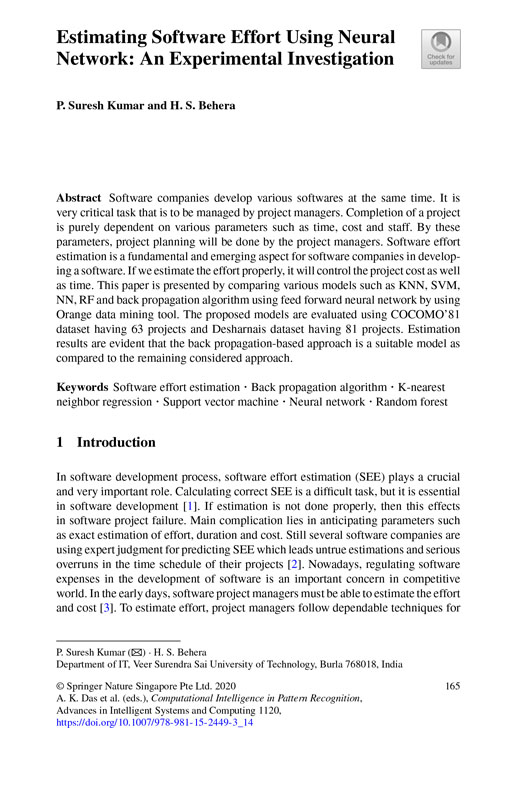 Estimating Software Effort Using Neural
Network: An Experimental Investigation
Check for
updates
P. Suresh Kumar and H. S. Behera
Abstract Software companies develop various softwares at the same time. It is
very critical task that is to be managed by project managers. Completion of a project
is purely dependent on various parameters such as time, cost and staff. By these
parameters, project planning will be done by the project managers. Software effort
estimation is a fundamental and emerging aspect for software companies in develop-
ing a software. If we estimate the effort properly, it will control the project cost as well
as time. This paper is presented by comparing various models such as KNN, SVM,
NN, RF and back propagation algorithm using feed forward neural network by using
Orange data mining tool. The proposed models are evaluated using COCOMO’81
dataset having 63 projects and Desharnais dataset having 81 projects. Estimation
results are evident that the back propagation-based approach is a suitable model as
compared to the remaining considered approach.
Keywords Software effort estimation · Back propagation algorithm · K-nearest
neighbor regression · Support vector machine · Neural network · Random forest
1 Introduction
In software development process, software effort estimation (SEE) plays a crucial
and very important role. Calculating correct SEE is a difficult task, but it is essential
in software development [1]. If estimation is not done properly, then this effects
in software project failure. Main complication lies in anticipating parameters such
as exact estimation of effort, duration and cost. Still several software companies are
using expert judgment for predicting SEE which leads untrue estimations and serious
overruns in the time schedule of their projects [2]. Nowadays, regulating software
expenses in the development of software is an important concern in competitive
world. In the early days, software project managers must be able to estimate the effort
and cost [3]. To estimate effort, project managers follow dependable techniques for
P. Suresh Kumar (✉) · H. S. Behera
Department of IT, Veer Surendra Sai University of Technology, Burla 768018, India
© Springer Nature Singapore Pte Ltd. 2020 165
A. K. Das et al. (eds.), Computational Intelligence in Pattern Recognition,
Advances in Intelligent Systems and Computing 1120,
https://doi.org/10.1007/978-981-15-2449-3_14